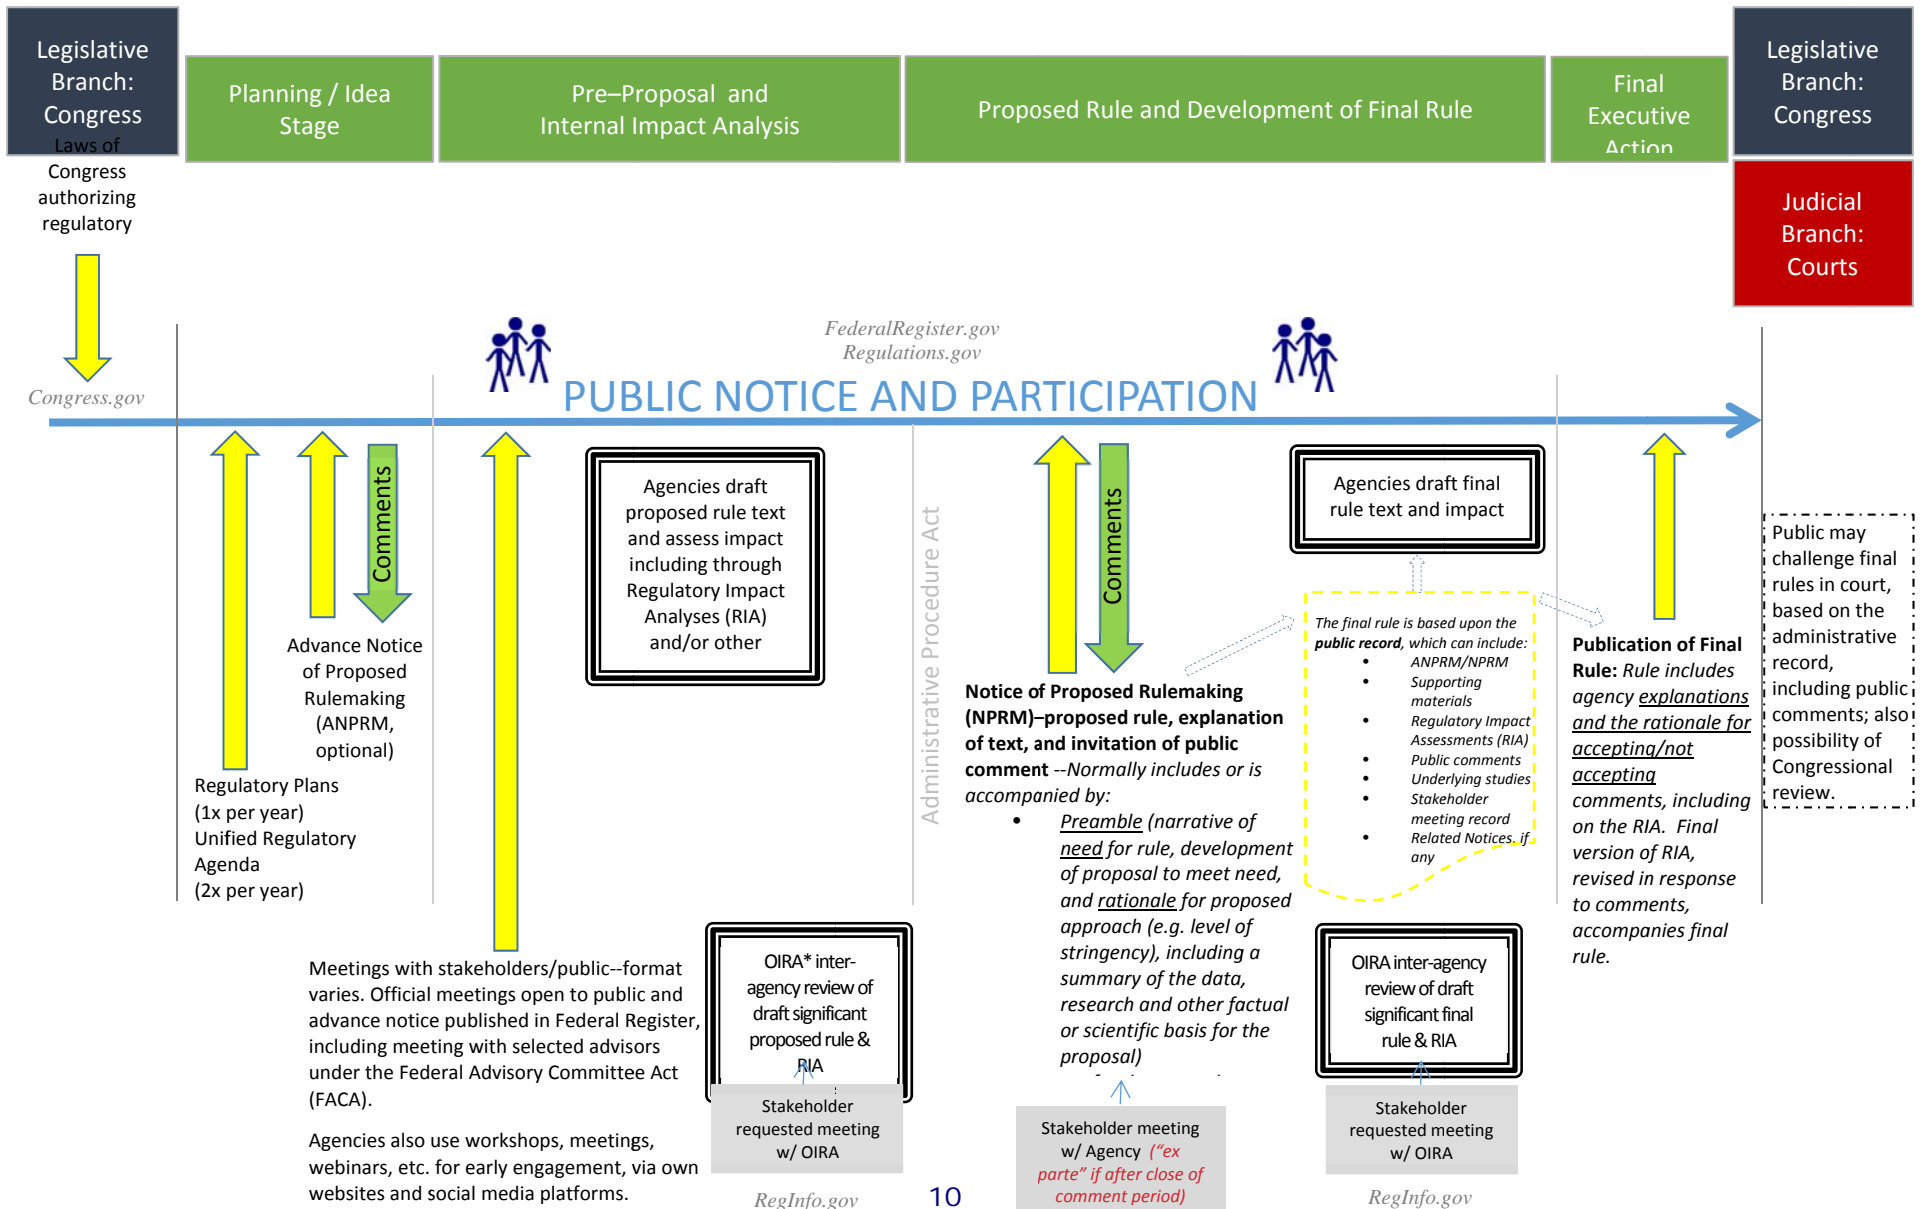 Legislative
Branch:
Congress
Laws of
Congress
authorizing
regulatory
Planning / Idea
Stage
Pre–Proposal and
Internal Impact Analysis
Proposed Rule and Development of Final Rule
Final
Executive
Action
Legislative
Branch:
Congress
Judicial
Branch:
Courts
Congress.gov
FederalRegister.gov
Regulations.gov
PUBLIC NOTICE AND PARTICIPATION
Comments
Advance Notice
of Proposed
Rulemaking
(ANPRM,
optional)
Regulatory Plans
(1x per year)
Unified Regulatory
Agenda
(2x per year)
Meetings with stakeholders/public--format
varies. Official meetings open to public and
advance notice published in Federal Register,
including meeting with selected advisors
under the Federal Advisory Committee Act
(FACA).
Agencies also use workshops, meetings,
webinars, etc. for early engagement, via own
websites and social media platforms.
Agencies draft
proposed rule text
and assess impact
including through
Regulatory Impact
Analyses (RIA)
and/or other
OIRA* inter-
agency review of
draft significant
proposed rule &
RIA
Stakeholder
requested meeting
w/ OIRA
RegInfo.gov
10
Administrative Procedure Act
Comments
Notice of Proposed Rulemaking
(NPRM)–proposed rule, explanation
of text, and invitation of public
comment --Normally includes or is
accompanied by:
• Preamble (narrative of
need for rule, development
of proposal to meet need,
and rationale for proposed
approach (e.g. level of
stringency), including a
summary of the data,
research and other factual
or scientific basis for the
proposal)
Stakeholder meeting
w/ Agency (“ex
parte” if after close of
comment period)
Agencies draft final
rule text and impact
The final rule is based upon the
public record, which can include:
• ANPRM/NPRM
• Supporting
materials
• Regulatory Impact
Assessments (RIA)
• Public comments
• Underlying studies
• Stakeholder
meeting record
• Related Notices, if
any
OIRA inter-agency
review of draft
significant final
rule & RIA
Stakeholder
requested meeting
w/ OIRA
RegInfo.gov
Publication of Final
Rule: Rule includes
agency explanations
and the rationale for
accepting/not
accepting
comments, including
on the RIA. Final
version of RIA,
revised in response
to comments,
accompanies final
rule.
Public may
challenge final
rules in court,
based on the
administrative
record,
including public
comments; also
possibility of
Congressional
review.